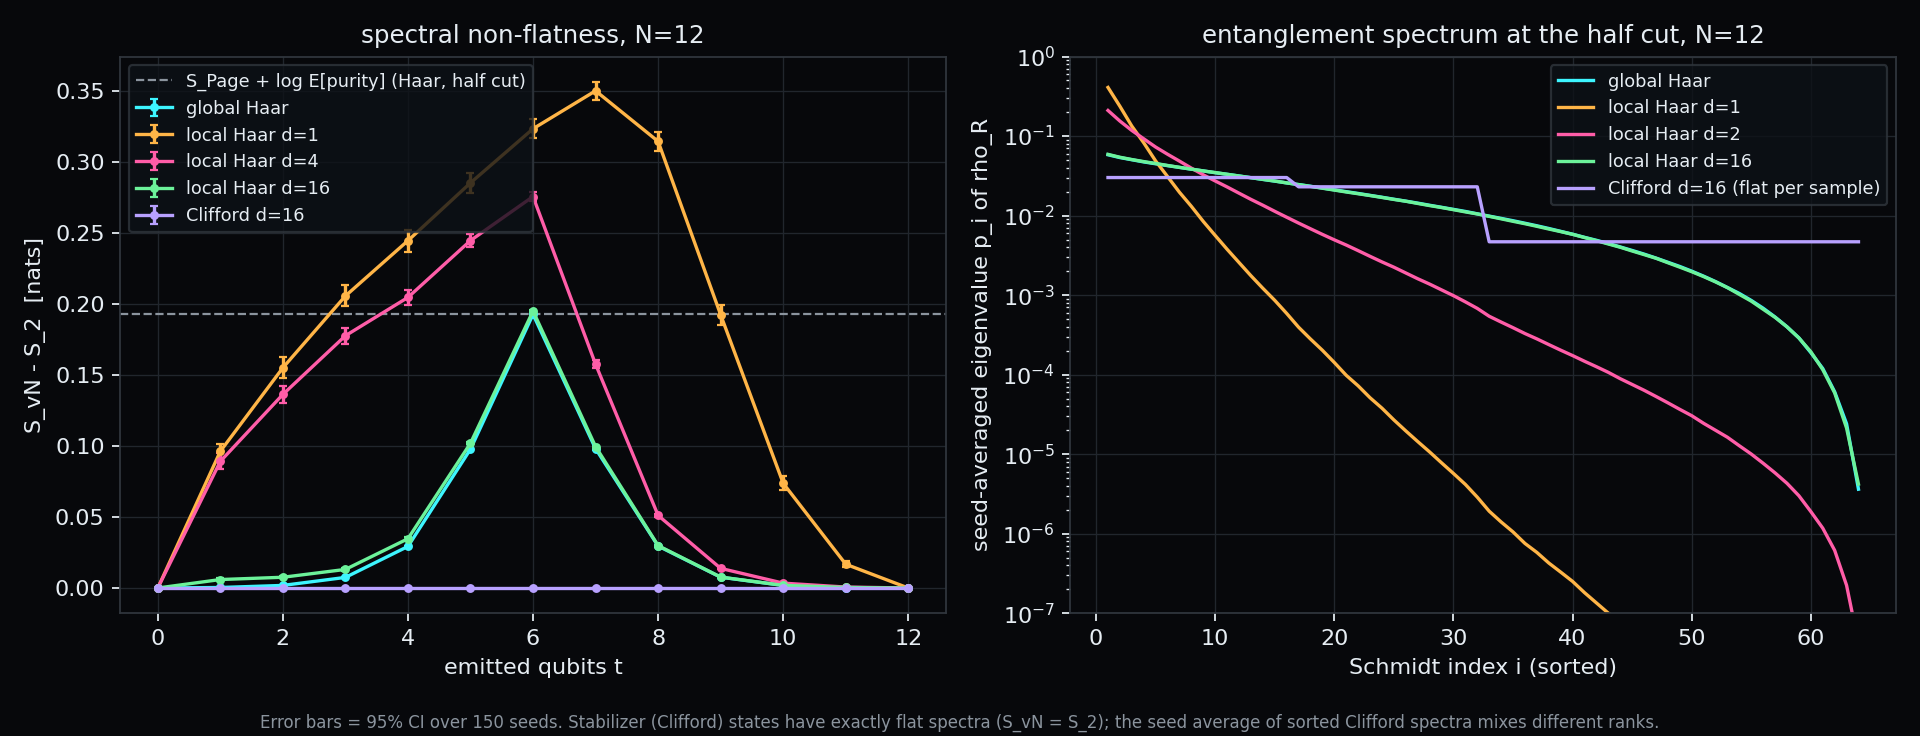 spectral non-flatness, N=12
S_vN - S_2 [nats]
0.35
0.30
0.25
0.20
0.15
0.10
0.05
0.00
S_Page + log E[purity] (Haar, half cut)
global Haar
local Haar d=1
local Haar d=4
local Haar d=16
Clifford d=16
0 2 4 6 8 10 12
emitted qubits t
entanglement spectrum at the half cut, N=12
seed-averaged eigenvalue p_i of rho_R
10⁰
10⁻¹
10⁻²
10⁻³
10⁻⁴
10⁻⁵
10⁻⁶
10⁻⁷
global Haar
local Haar d=1
local Haar d=2
local Haar d=16
Clifford d=16 (flat per sample)
0 10 20 30 40 50 60
Schmidt index i (sorted)
Error bars = 95% CI over 150 seeds. Stabilizer (Clifford) states have exactly flat spectra (S_vN = S_2); the seed average of sorted Clifford spectra mixes different ranks.